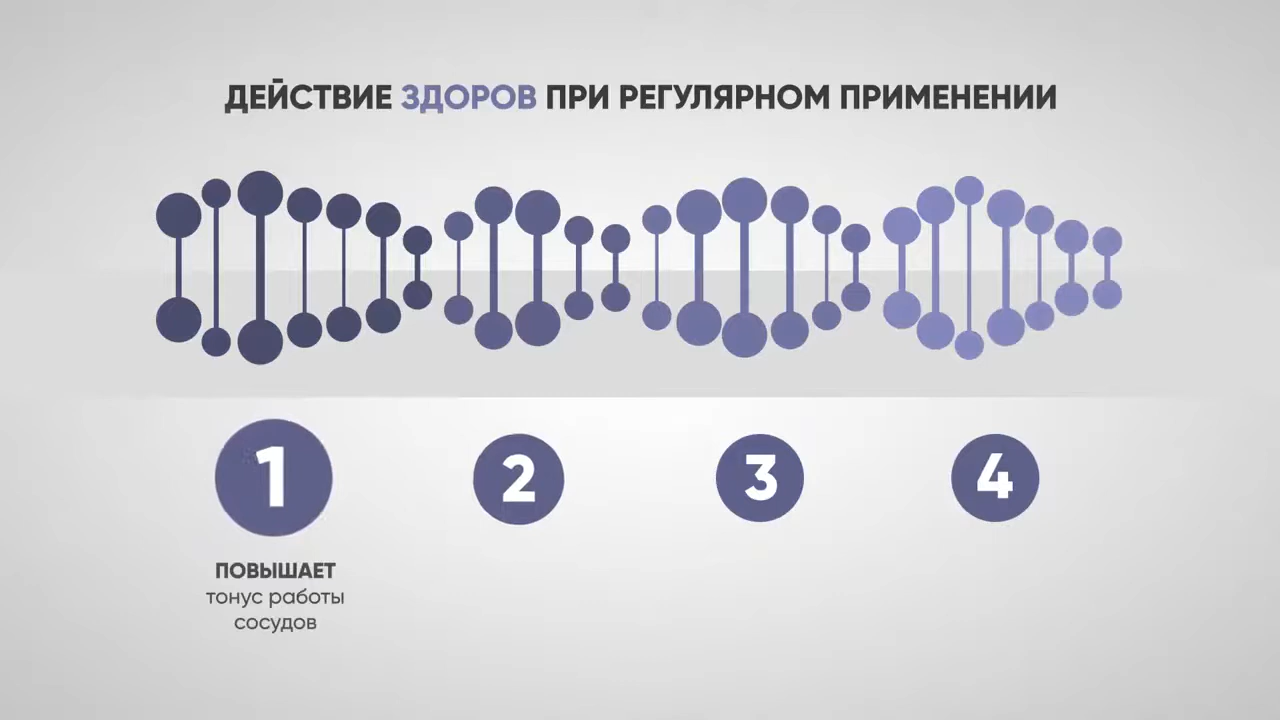 ДЕЙСТВИЕ ЗДОРОВ ПРИ РЕГУЛЯРНОМ ПРИМЕНЕНИИ
1 2 3 4
ПОВЫШАЕТ
тонус работы
сосудов